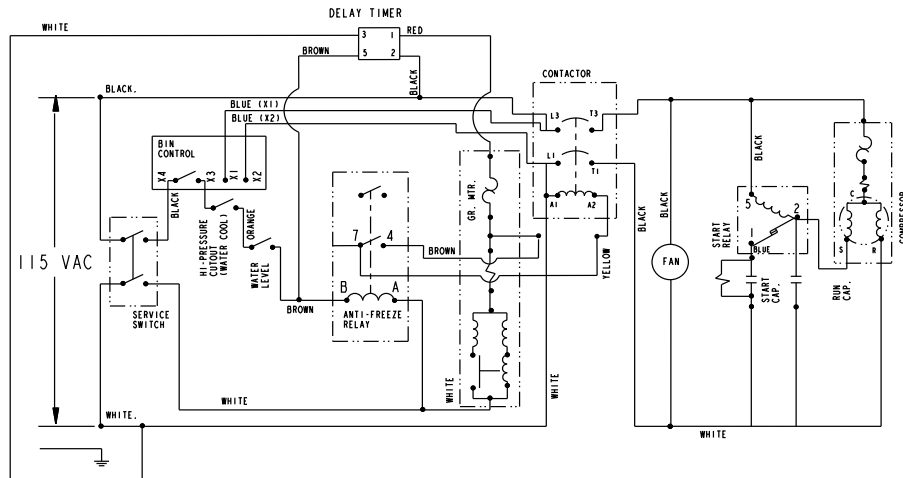 DELAY TIMER
WHITE
3 1
5 2
RED
BROWN
BLACK
CONTACTOR
BLACK.
BLUE (X1)
BLUE (X2)
L3 T3
L1 T1
A1 A2
BIN
CONTROL
X4
X3
X1
X2
BLACK
HI-PRESSURE
CUTOUT
(WATER COOL)
ORANGE
WATER
LEVEL
GR. MTR.
7 4
BROWN
YELLOW
BLACK
BLACK
BLACK
FAN
START
RELAY
5
2
BLUE
START
CAP.
RUN
CAP.
C
S R
COMPRESSOR
115 VAC
SERVICE
SWITCH
B A
BROWN
ANTI-FREEZE
RELAY
WHITE
WHITE
WHITE
WHITE.
WHITE